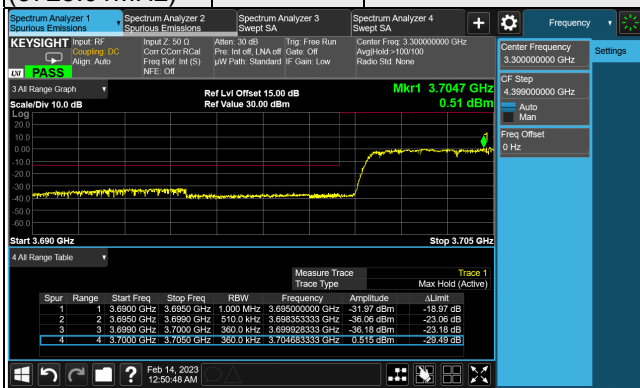 Spectrum Analyzer 1
Spurious Emissions
Spectrum Analyzer 2
Spurious Emissions
Spectrum Analyzer 3
Swept SA
Spectrum Analyzer 4
Swept SA
+
Frequency
KEYSIGHT
LXI PASS
Input: RF
Coupling: DC
Align: Auto
Input Z: 50 Ω
Corr CCorr RCal
Freq Ref: Int (S)
NFE: Off
Atten: 30 dB
Pre: Int off, LNA off
µW Path: Standard
Trig: Free Run
Gate: Off
IF Gain: Low
Center Freq: 3.300000000 GHz
Avg|Hold:>100/100
Radio Std: None
Center Frequency
3.300000000 GHz
Settings
CF Step
4.399000000 GHz
Auto
Man
Freq Offset
0 Hz
3 All Range Graph
Scale/Div 10.0 dB
Ref Lvl Offset 15.00 dB
Ref Value 30.00 dBm
Mkr1 3.7047 GHz
0.51 dBm
Log
20.0
10.0
0.00
-10.0
-20.0
-30.0
-40.0
-50.0
-60.0
Start 3.690 GHz
Stop 3.705 GHz
4 All Range Table
Measure Trace Trace 1
Trace Type Max Hold (Active)
Spur Range Start Freq Stop Freq RBW Frequency Amplitude ΔLimit
1 1 3.6900 GHz 3.6950 GHz 1.000 MHz 3.695000000 GHz -31.97 dBm -18.97 dB
2 2 3.6950 GHz 3.6990 GHz 510.0 kHz 3.698353333 GHz -36.06 dBm -23.06 dB
3 3 3.6990 GHz 3.7000 GHz 360.0 kHz 3.699928333 GHz -36.18 dBm -23.18 dB
4 4 3.7000 GHz 3.7050 GHz 360.0 kHz 3.704683333 GHz 0.515 dBm -29.49 dB
?
Feb 14, 2023
12:50:48 AM